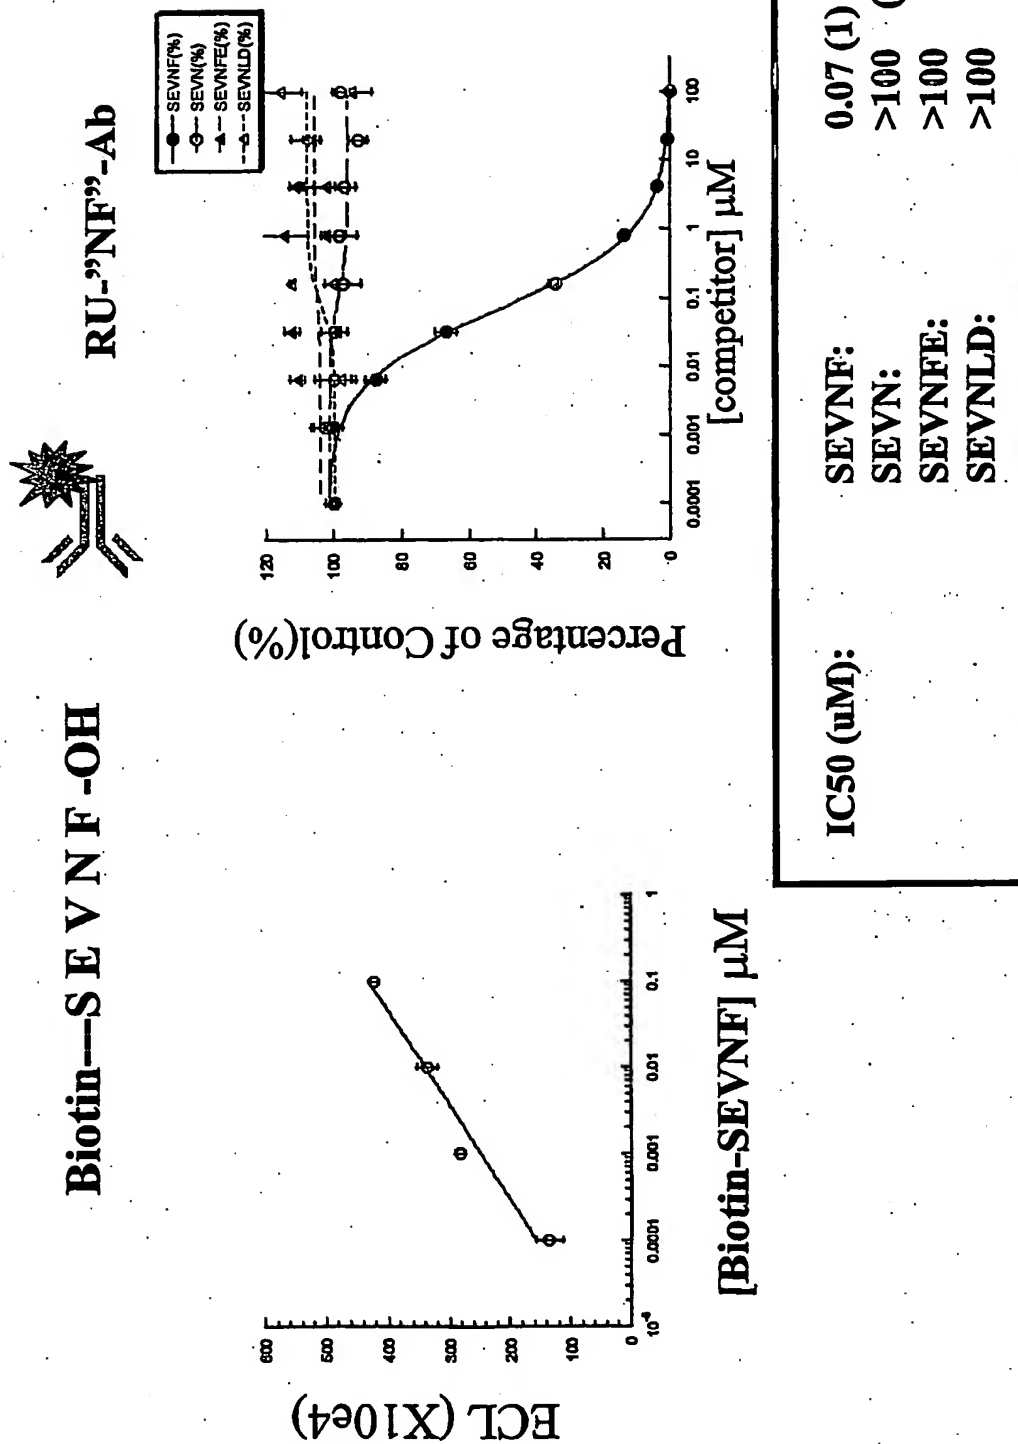 Biotin—S E V N F -OH
RU-”NF”-Ab
ECL (X10e4)
600
500
400
300
200
100
0
0.0001
0.001
0.01
0.1
1
[Biotin-SEVNF] μM
Percentage of Control(%)
120
100
80
60
40
20
0
0.0001
0.001
0.01
0.1
1
10
100
[competitor] μM
SEVNF(%)
SEVN(%)
SEVNFE(%)
SEVNLD(%)
IC50 (uM):
SEVNF: 0.07 (1)
SEVN: >100 (
SEVNFE: >100
SEVNLD: >100